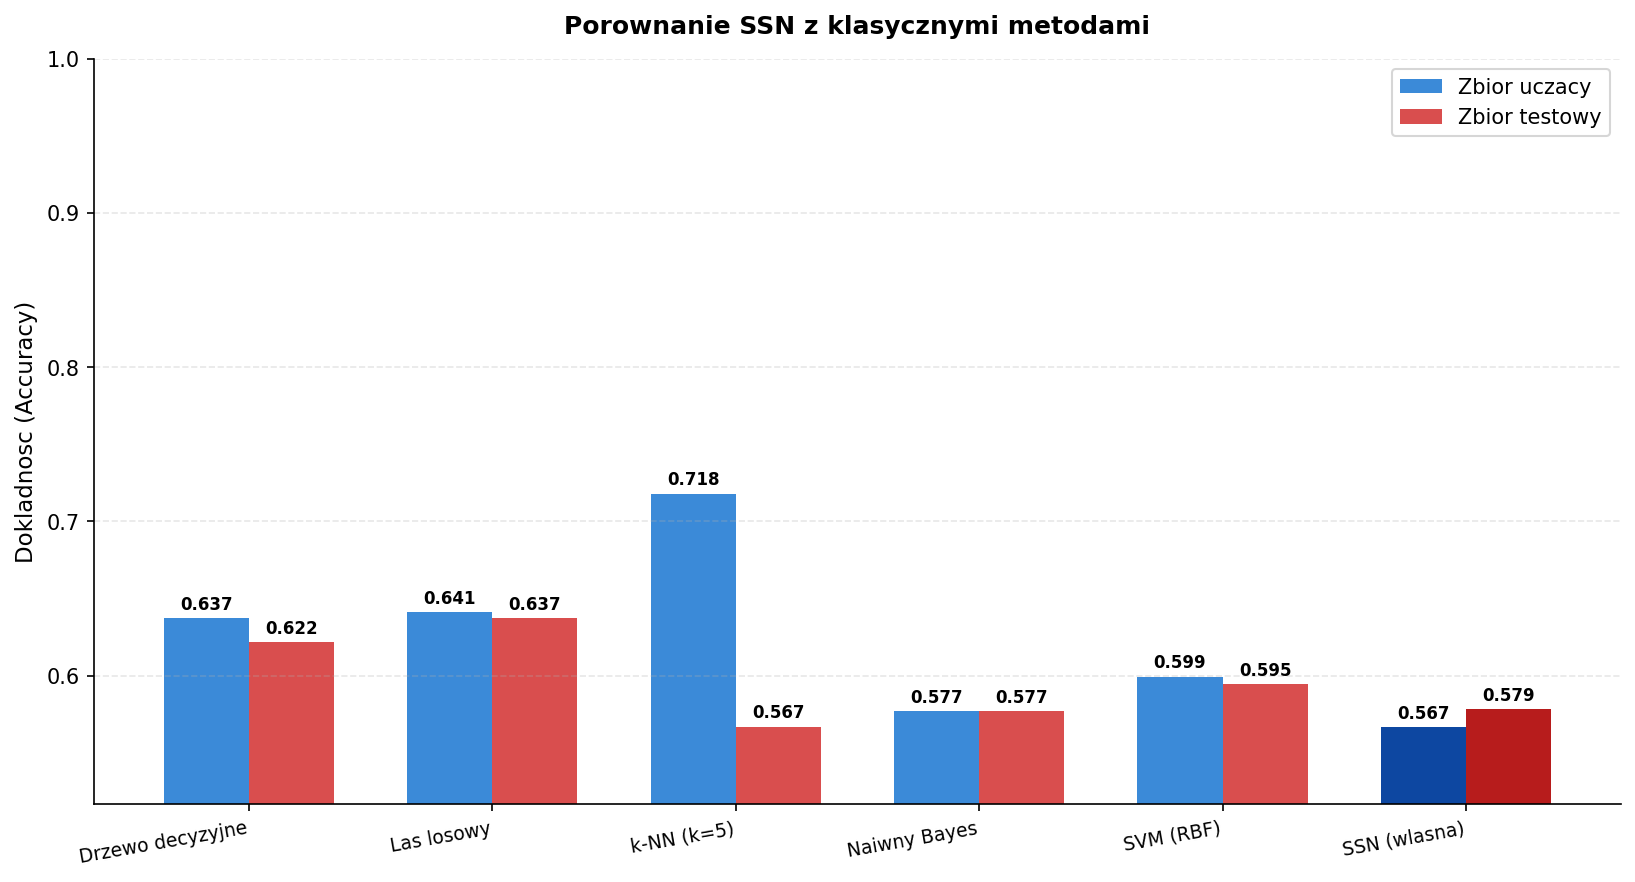 Porownanie SSN z klasycznymi metodami
Zbior uczacy
Zbior testowy
Dokladnosc (Accuracy)
1.0
0.9
0.8
0.7
0.6
0.637
0.622
0.641
0.637
0.718
0.567
0.577
0.577
0.599
0.595
0.567
0.579
Drzewo decyzyjne
Las losowy
k-NN (k=5)
Naiwny Bayes
SVM (RBF)
SSN (wlasna)